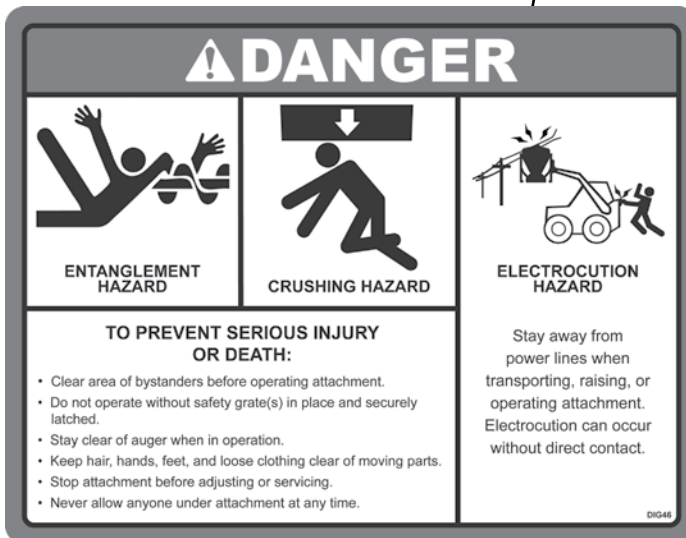 DANGER
ENTANGLEMENT
HAZARD
CRUSHING HAZARD
ELECTROCUTION
HAZARD
TO PREVENT SERIOUS INJURY
OR DEATH:
• Clear area of bystanders before operating attachment.
• Do not operate without safety grate(s) in place and securely
latched.
• Stay clear of auger when in operation.
• Keep hair, hands, feet, and loose clothing clear of moving parts.
• Stop attachment before adjusting or servicing.
• Never allow anyone under attachment at any time.
Stay away from
power lines when
transporting, raising, or
operating attachment.
Electrocution can occur
without direct contact.
DIG46